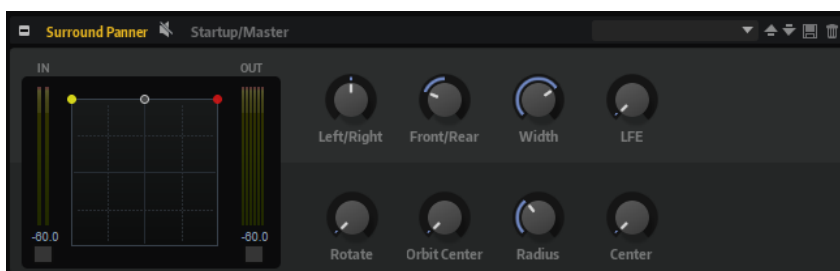 Surround Panner Startup/Master
IN OUT
Left/Right Front/Rear Width LFE
-60.0 -60.0
Rotate Orbit Center Radius Center